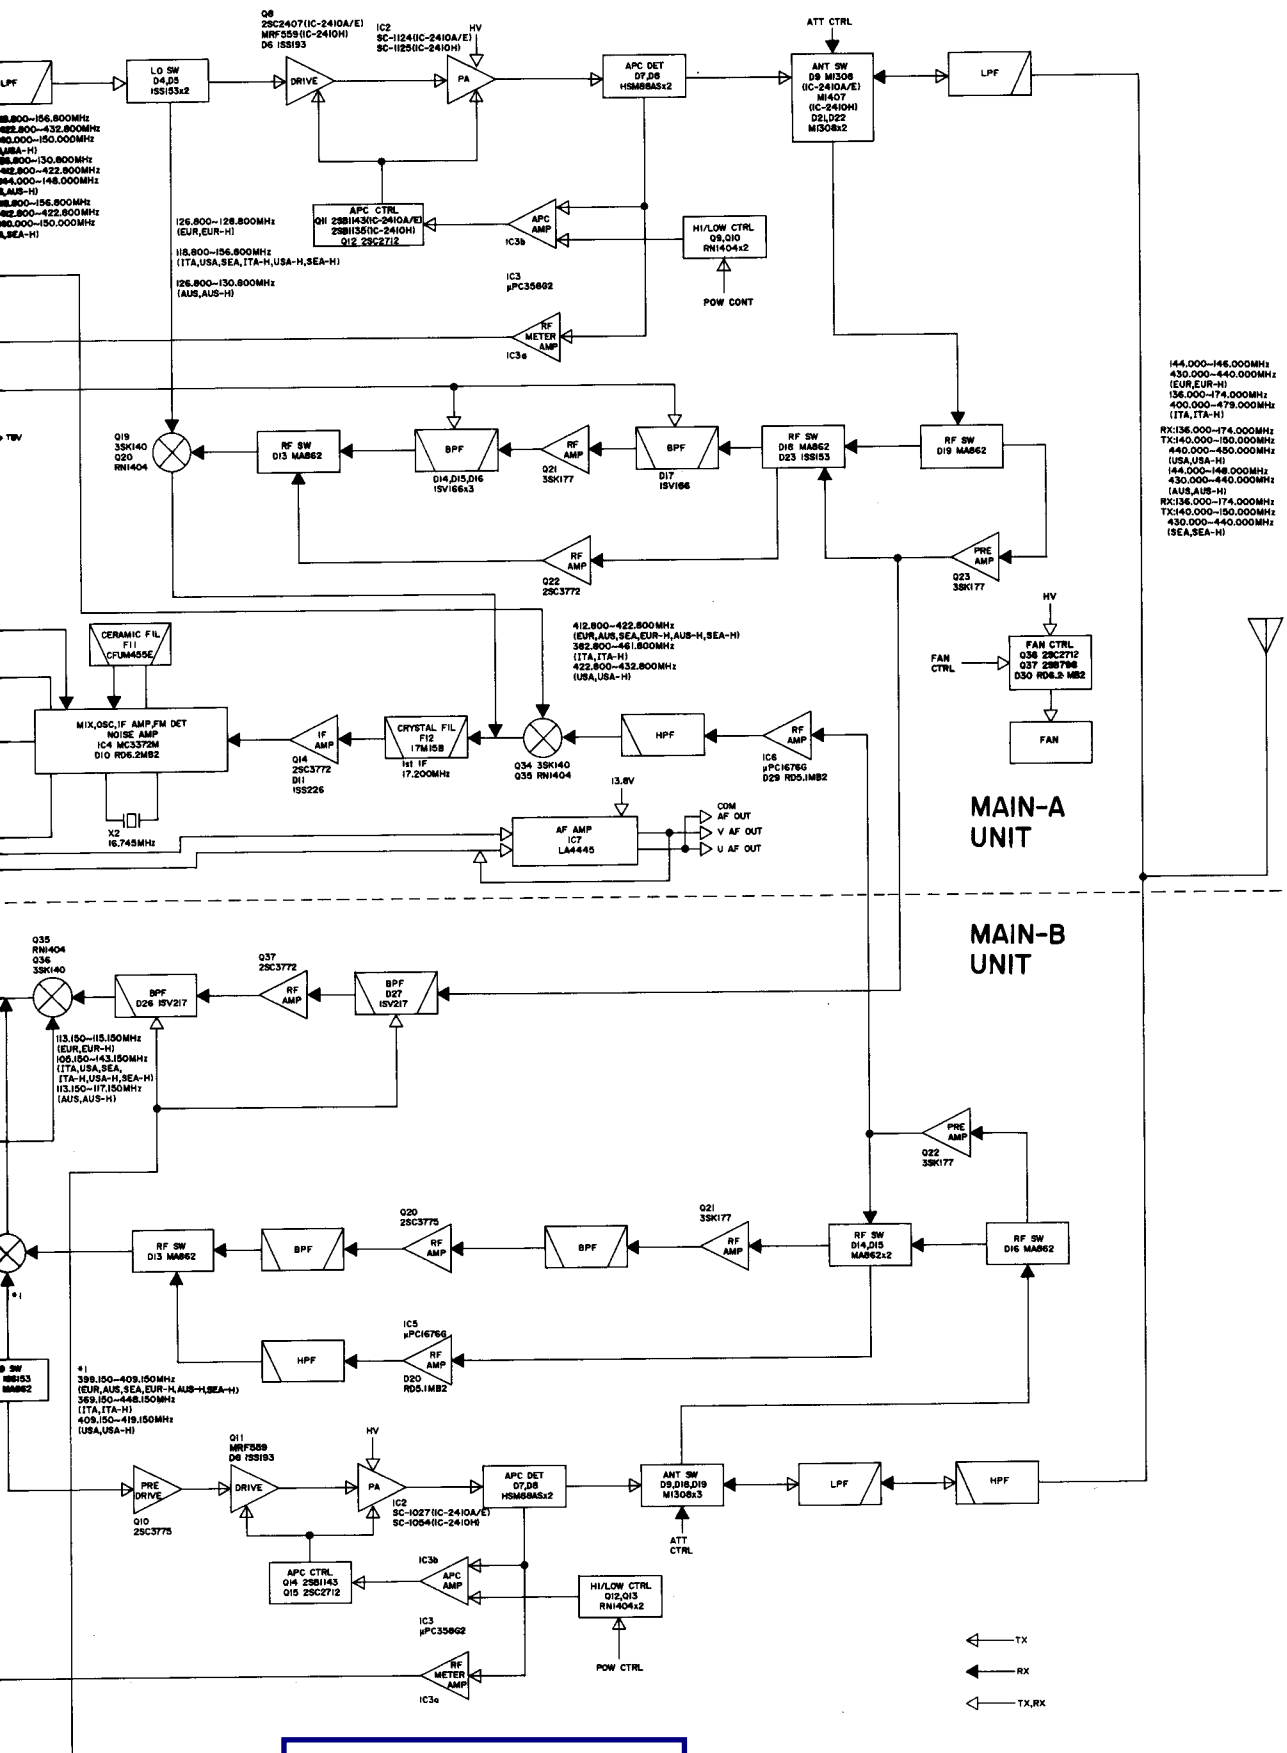 Q8
2SC2407(IC-2410A/E)
MRF559(IC-2410H)
D6 ISS193
IC2
SC-1124(IC-2410A/E)
SC-1125(IC-2410H)
HV
ATT CTRL
LPF
LO SW
D4,D5
ISS153x2
DRIVE
PA
APC DET
D7,D8
HSM88ASx2
ANT SW
D9 MI308
(IC-2410A/E)
MI407
(IC-2410H)
D21,D22
MI308x2
LPF
APC CTRL
Q11 2SB1143(IC-2410A/E)
2SB1135(IC-2410H)
Q12 2SC2712
APC
AMP
IC3b
HI/LOW CTRL
Q9,Q10
RN1404x2
IC3
μPC358G2
POW CONT
RF
METER
AMP
IC3a
126.800~128.800MHz
(EUR,EUR-H)
118.800~156.800MHz
(ITA,USA,SEA,ITA-H,USA-H,SEA-H)
126.800~130.800MHz
(AUS,AUS-H)
144.000~146.000MHz
430.000~440.000MHz
(EUR,EUR-H)
136.000~174.000MHz
400.000~479.000MHz
(ITA,ITA-H)
RX:136.000~174.000MHz
TX:140.000~150.000MHz
440.000~450.000MHz
(USA,USA-H)
144.000~148.000MHz
430.000~440.000MHz
(AUS,AUS-H)
RX:136.000~174.000MHz
TX:140.000~150.000MHz
430.000~440.000MHz
(SEA,SEA-H)
Q19
3SK140
Q20
RN1404
RF SW
D13 MA862
BPF
D14,D15,D16
ISV166x3
RF
AMP
Q21
3SK177
BPF
D17
ISV166
RF SW
D18 MA862
D23 ISS153
RF SW
D19 MA862
RF
AMP
Q22
2SC3772
PRE
AMP
Q23
3SK177
HV
FAN
CTRL
FAN CTRL
Q36 2SC2712
Q37 2SB798
D30 RD6.2 MB2
FAN
412.800~422.800MHz
(EUR,AUS,SEA,EUR-H,AUS-H,SEA-H)
382.800~461.800MHz
(ITA,ITA-H)
422.800~432.800MHz
(USA,USA-H)
CERAMIC FIL
FI1
CFUM455E
MIX,OSC,IF AMP,FM DET
NOISE AMP
IC4 MC3372M
D10 RD6.2MB2
X2
16.745MHz
IF
AMP
Q14
2SC3772
D11
ISS226
CRYSTAL FIL
FI2
17M15B
1st IF
17.200MHz
Q34 3SK140
Q35 RN1404
HPF
RF
AMP
IC6
μPC1676G
D29 RD5.1MB2
13.8V
AF AMP
IC7
LA4445
COM
AF OUT
V AF OUT
U AF OUT
MAIN-A
UNIT
MAIN-B
UNIT
Q35
RN1404
Q36
3SK140
BPF
D26 ISV217
Q37
2SC3772
RF
AMP
BPF
D27
ISV217
113.150~115.150MHz
(EUR,EUR-H)
105.150~143.150MHz
(ITA,USA,SEA,
ITA-H,USA-H,SEA-H)
113.150~117.150MHz
(AUS,AUS-H)
PRE
AMP
Q22
3SK177
RF SW
D13 MA862
BPF
Q20
2SC3775
RF
AMP
BPF
Q21
3SK177
RF
AMP
RF SW
D14,D15
MA862x2
RF SW
D16 MA862
*1
HPF
IC5
μPC1676G
RF
AMP
D20
RD5.1MB2
*1
399.150~409.150MHz
(EUR,AUS,SEA,EUR-H,AUS-H,SEA-H)
369.150~448.150MHz
(ITA,ITA-H)
409.150~419.150MHz
(USA,USA-H)
PRE
DRIVE
Q10
2SC3775
Q11
MRF559
D6 ISS193
DRIVE
HV
PA
IC2
SC-1027(IC-2410A/E)
SC-1054(IC-2410H)
APC DET
D7,D8
HSM88ASx2
ANT SW
D9,D18,D19
MI308x3
ATT
CTRL
LPF
HPF
APC CTRL
Q14 2SB1143
Q15 2SC2712
IC3b
APC
AMP
HI/LOW CTRL
Q12,Q13
RN1404x2
IC3
μPC358G2
POW CTRL
RF
METER
AMP
IC3a
TX
RX
TX,RX